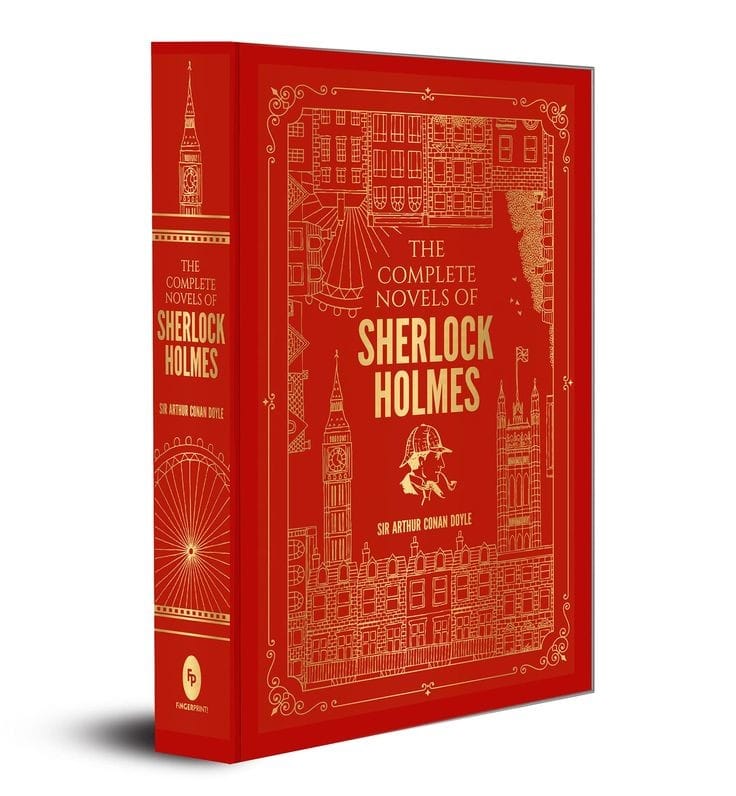 THE
COMPLETE
NOVELS OF
SHERLOCK
HOLMES
SIR ARTHUR CONAN DOYLE
FP
FINGERPRINT!
THE
COMPLETE
NOVELS OF
SHERLOCK
HOLMES
SIR ARTHUR CONAN DOYLE